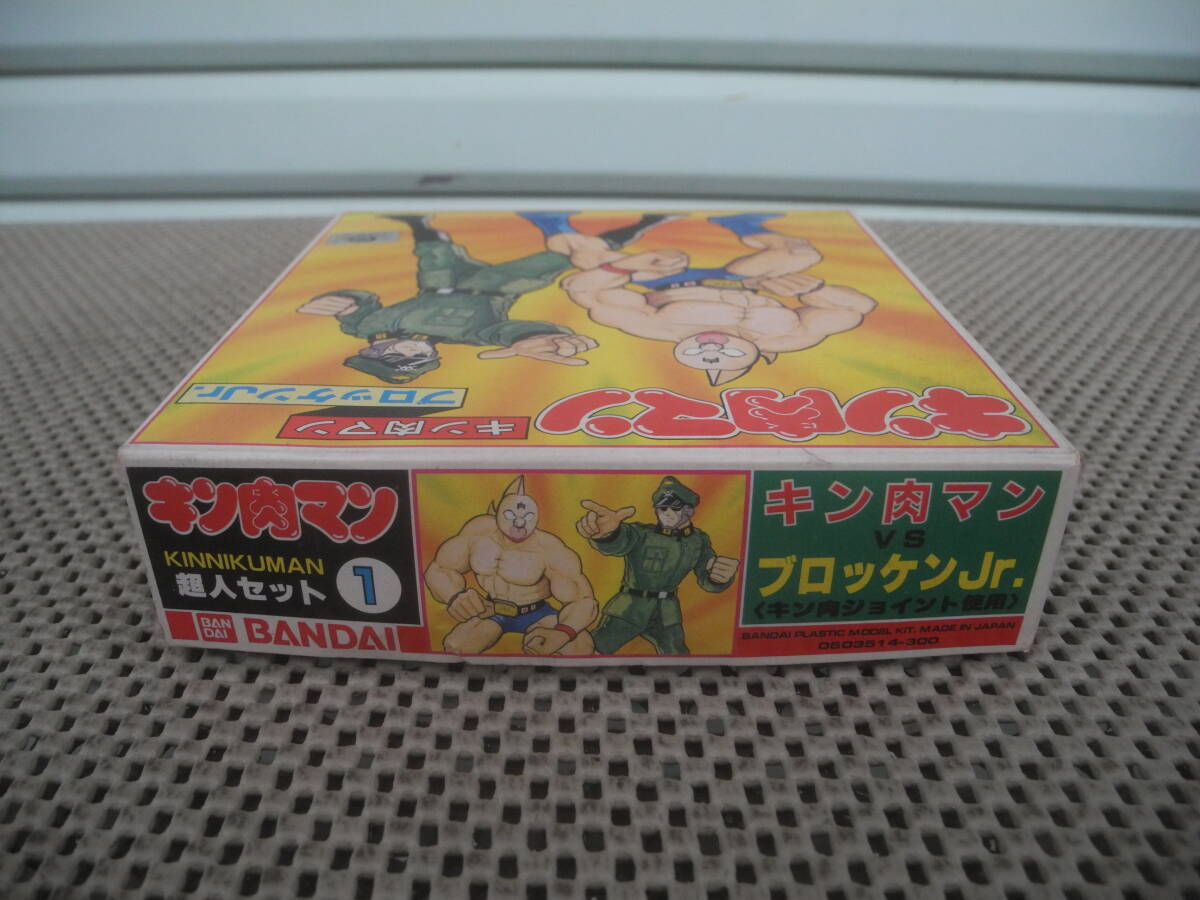 キン肉マン
キン肉マン
ブロッケンJr.
キン肉マン
KINNIKUMAN
超人セット 1
BAN
DAI
BANDAI
キン肉マン
VS
ブロッケンJr.
〈キン肉ジョイント使用〉
BANDAI PLASTIC MODEL KIT. MADE IN JAPAN
0503514-300